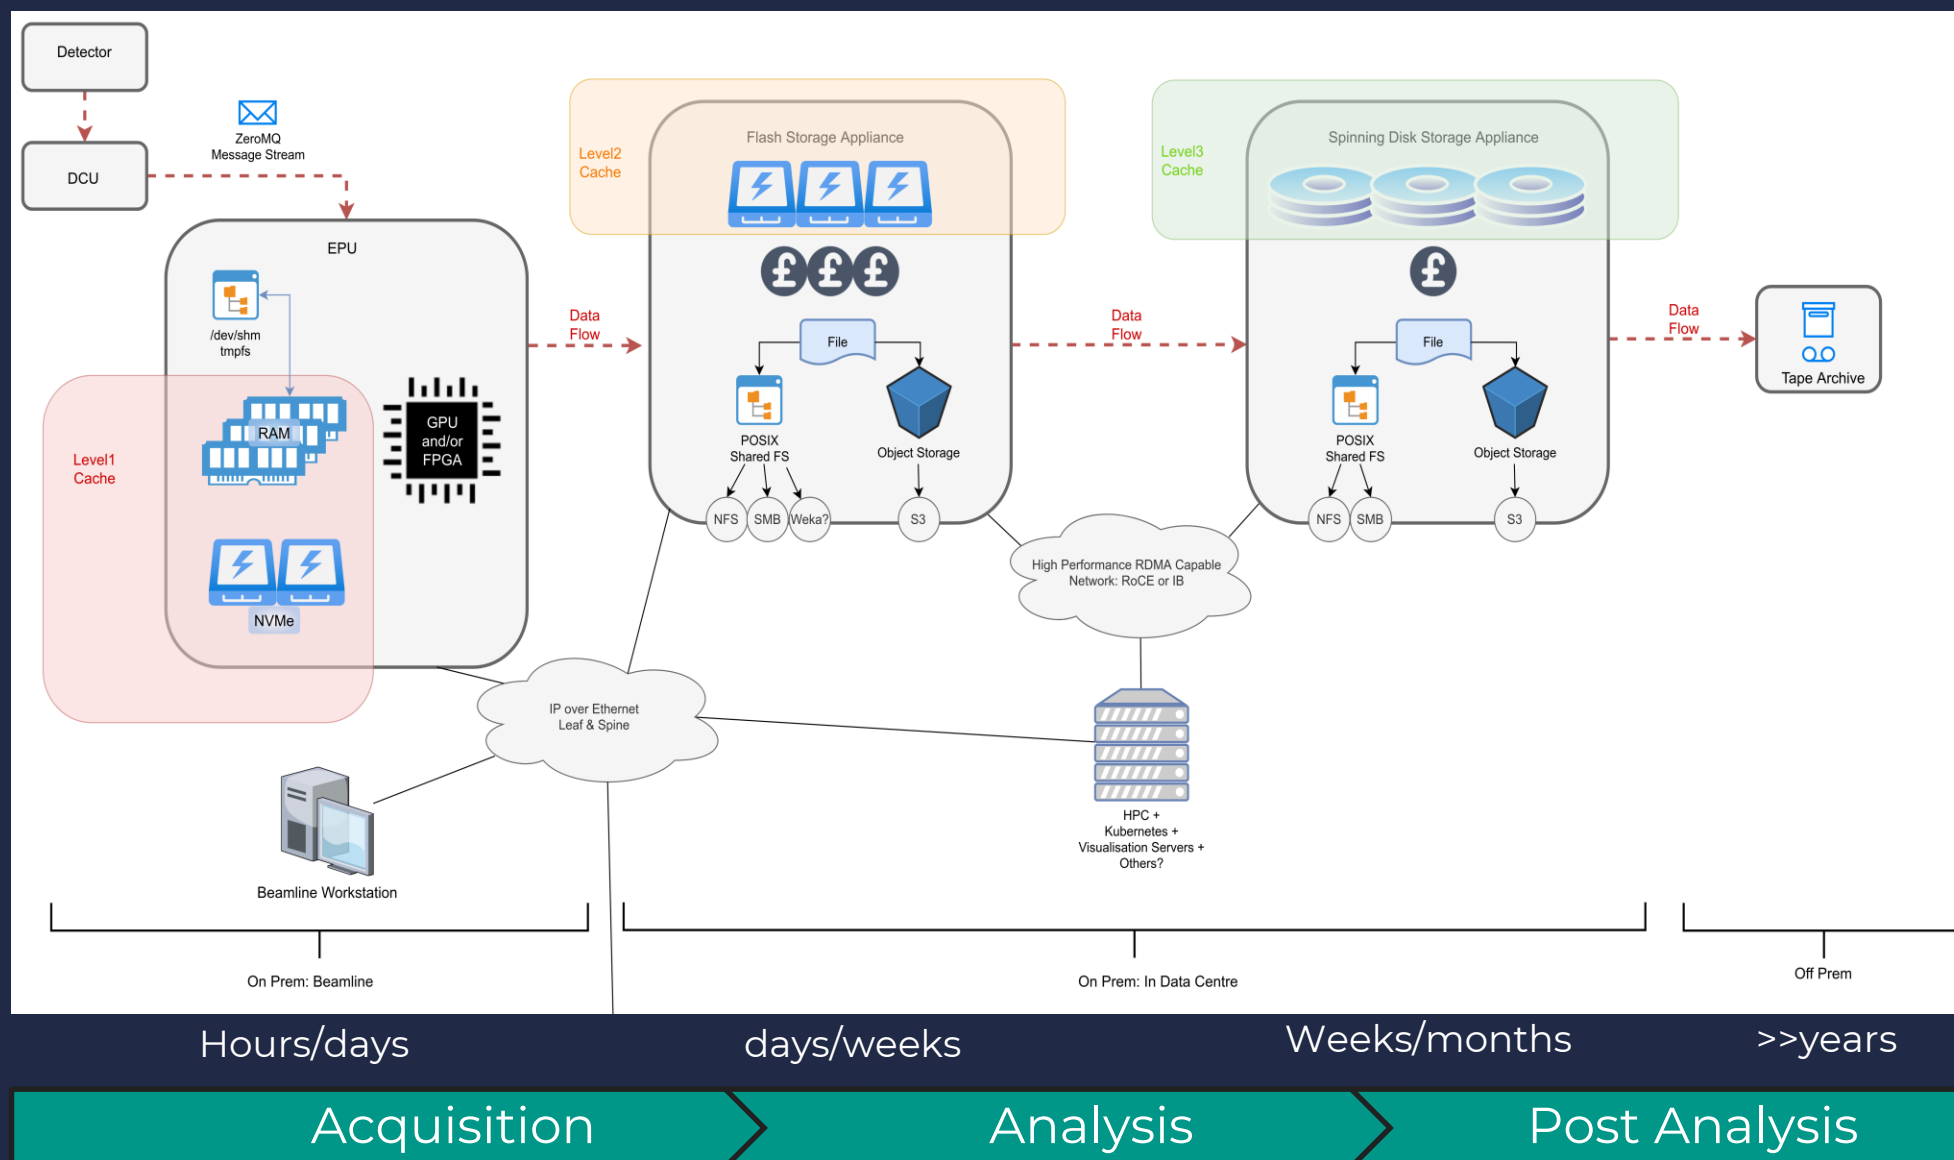 Detector
DCU
ZeroMQ
Message Stream
EPU
/dev/shm
tmpfs
Level1
Cache
RAM
NVMe
GPU
and/or
FPGA
Data
Flow
Level2
Cache
Flash Storage Appliance
£ £ £
File
POSIX
Shared FS
Object Storage
NFS
SMB
Weka?
S3
Data
Flow
Level3
Cache
Spinning Disk Storage Appliance
£
File
POSIX
Shared FS
Object Storage
NFS
SMB
S3
Data
Flow
Tape Archive
High Performance RDMA Capable
Network: RoCE or IB
IP over Ethernet
Leaf & Spine
HPC +
Kubernetes +
Visualisation Servers +
Others?
Beamline Workstation
On Prem: Beamline
On Prem: In Data Centre
Off Prem
Hours/days
days/weeks
Weeks/months
>>years
Acquisition
Analysis
Post Analysis